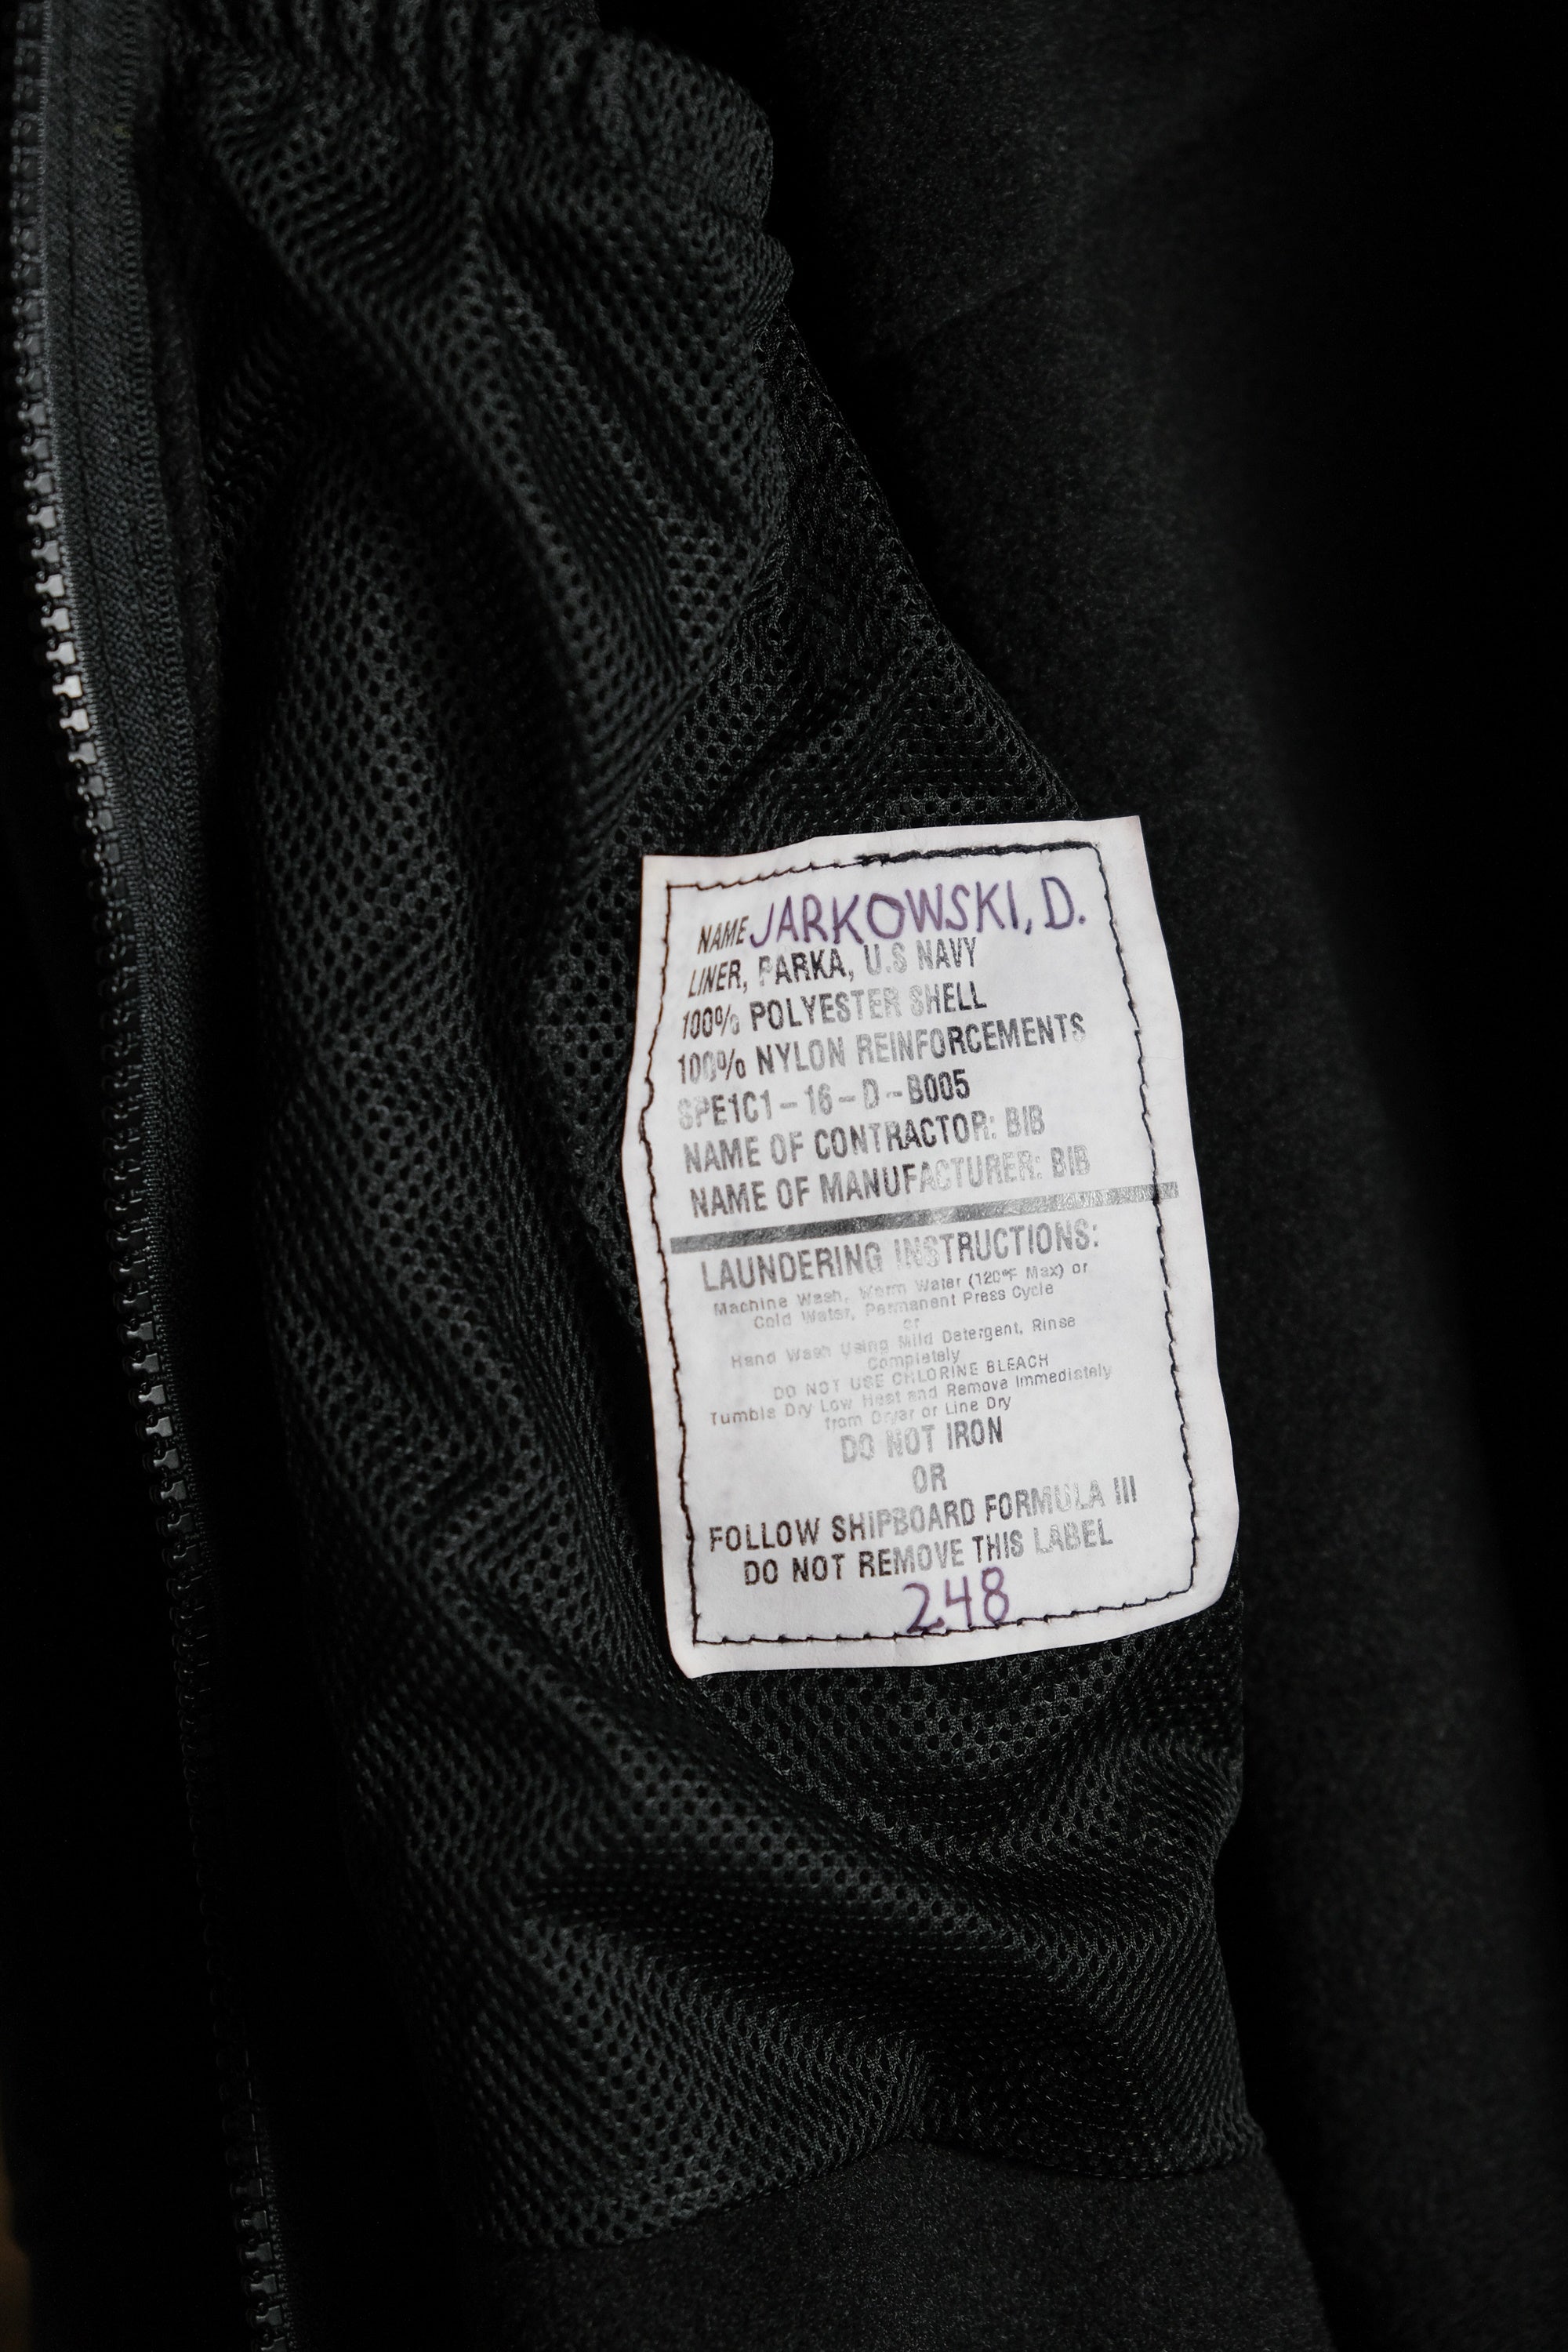 NAME JARKOWSKI, D.
LINER, PARKA, U.S NAVY
100% POLYESTER SHELL
100% NYLON REINFORCEMENTS
SPE1C1-16-D-B005
NAME OF CONTRACTOR: BIB
NAME OF MANUFACTURER: BIB
LAUNDERING INSTRUCTIONS:
Machine Wash, Warm Water (120°F Max) or
Cold Water, Permanent Press Cycle
or
Hand Wash Using Mild Detergent, Rinse
Completely
DO NOT USE CHLORINE BLEACH
Tumble Dry Low Heat and Remove Immediately
from Dryer or Line Dry
DO NOT IRON
OR
FOLLOW SHIPBOARD FORMULA III
DO NOT REMOVE THIS LABEL
248